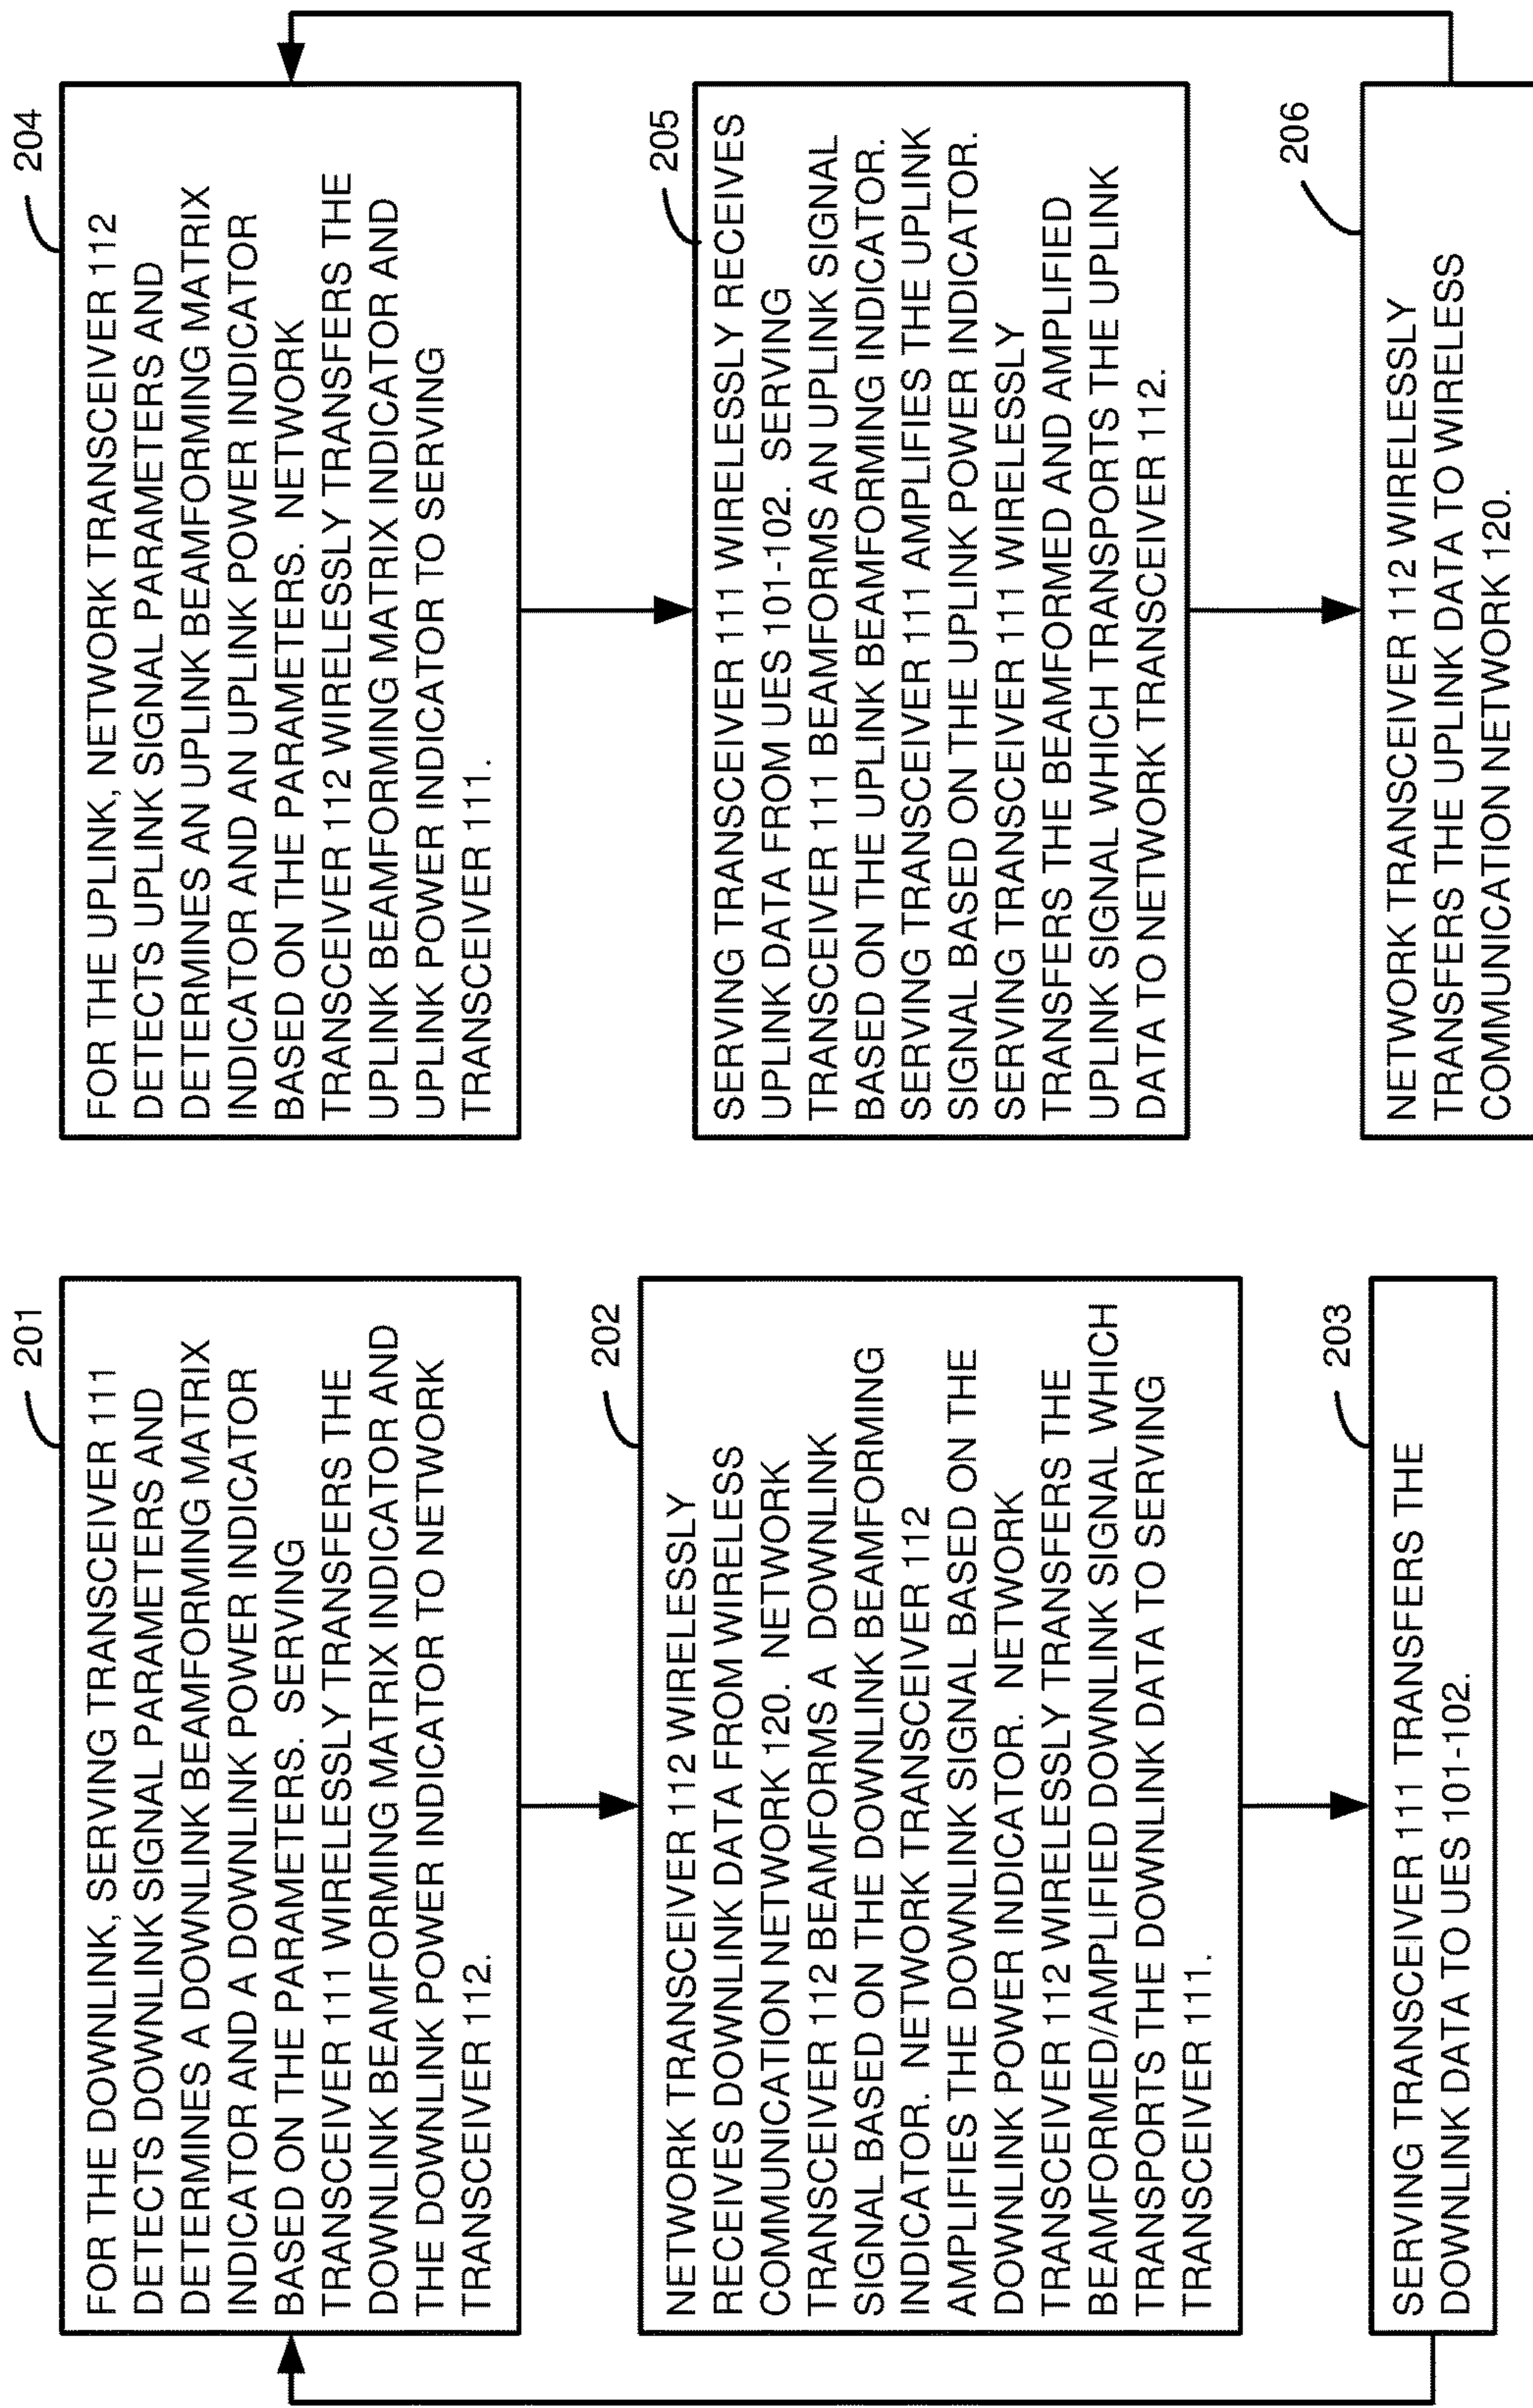 201
FOR THE DOWNLINK, SERVING TRANSCEIVER 111
DETECTS DOWNLINK SIGNAL PARAMETERS AND
DETERMINES A DOWNLINK BEAMFORMING MATRIX
INDICATOR AND A DOWNLINK POWER INDICATOR
BASED ON THE PARAMETERS. SERVING
TRANSCEIVER 111 WIRELESSLY TRANSFERS THE
DOWNLINK BEAMFORMING MATRIX INDICATOR AND
THE DOWNLINK POWER INDICATOR TO NETWORK
TRANSCEIVER 112.
202
NETWORK TRANSCEIVER 112 WIRELESSLY
RECEIVES DOWNLINK DATA FROM WIRELESS
COMMUNICATION NETWORK 120. NETWORK
TRANSCEIVER 112 BEAMFORMS A DOWNLINK
SIGNAL BASED ON THE DOWNLINK BEAMFORMING
INDICATOR. NETWORK TRANSCEIVER 112
AMPLIFIES THE DOWNLINK SIGNAL BASED ON THE
DOWNLINK POWER INDICATOR. NETWORK
TRANSCEIVER 112 WIRELESSLY TRANSFERS THE
BEAMFORMED/AMPLIFIED DOWNLINK SIGNAL WHICH
TRANSPORTS THE DOWNLINK DATA TO SERVING
TRANSCEIVER 111.
203
SERVING TRANSCEIVER 111 TRANSFERS THE
DOWNLINK DATA TO UES 101-102.
204
FOR THE UPLINK, NETWORK TRANSCEIVER 112
DETECTS UPLINK SIGNAL PARAMETERS AND
DETERMINES AN UPLINK BEAMFORMING MATRIX
INDICATOR AND AN UPLINK POWER INDICATOR
BASED ON THE PARAMETERS. NETWORK
TRANSCEIVER 112 WIRELESSLY TRANSFERS THE
UPLINK BEAMFORMING MATRIX INDICATOR AND
UPLINK POWER INDICATOR TO SERVING
TRANSCEIVER 111.
205
SERVING TRANSCEIVER 111 WIRELESSLY RECEIVES
UPLINK DATA FROM UES 101-102. SERVING
TRANSCEIVER 111 BEAMFORMS AN UPLINK SIGNAL
BASED ON THE UPLINK BEAMFORMING INDICATOR.
SERVING TRANSCEIVER 111 AMPLIFIES THE UPLINK
SIGNAL BASED ON THE UPLINK POWER INDICATOR.
SERVING TRANSCEIVER 111 WIRELESSLY
TRANSFERS THE BEAMFORMED AND AMPLIFIED
UPLINK SIGNAL WHICH TRANSPORTS THE UPLINK
DATA TO NETWORK TRANSCEIVER 112.
206
NETWORK TRANSCEIVER 112 WIRELESSLY
TRANSFERS THE UPLINK DATA TO WIRELESS
COMMUNICATION NETWORK 120.